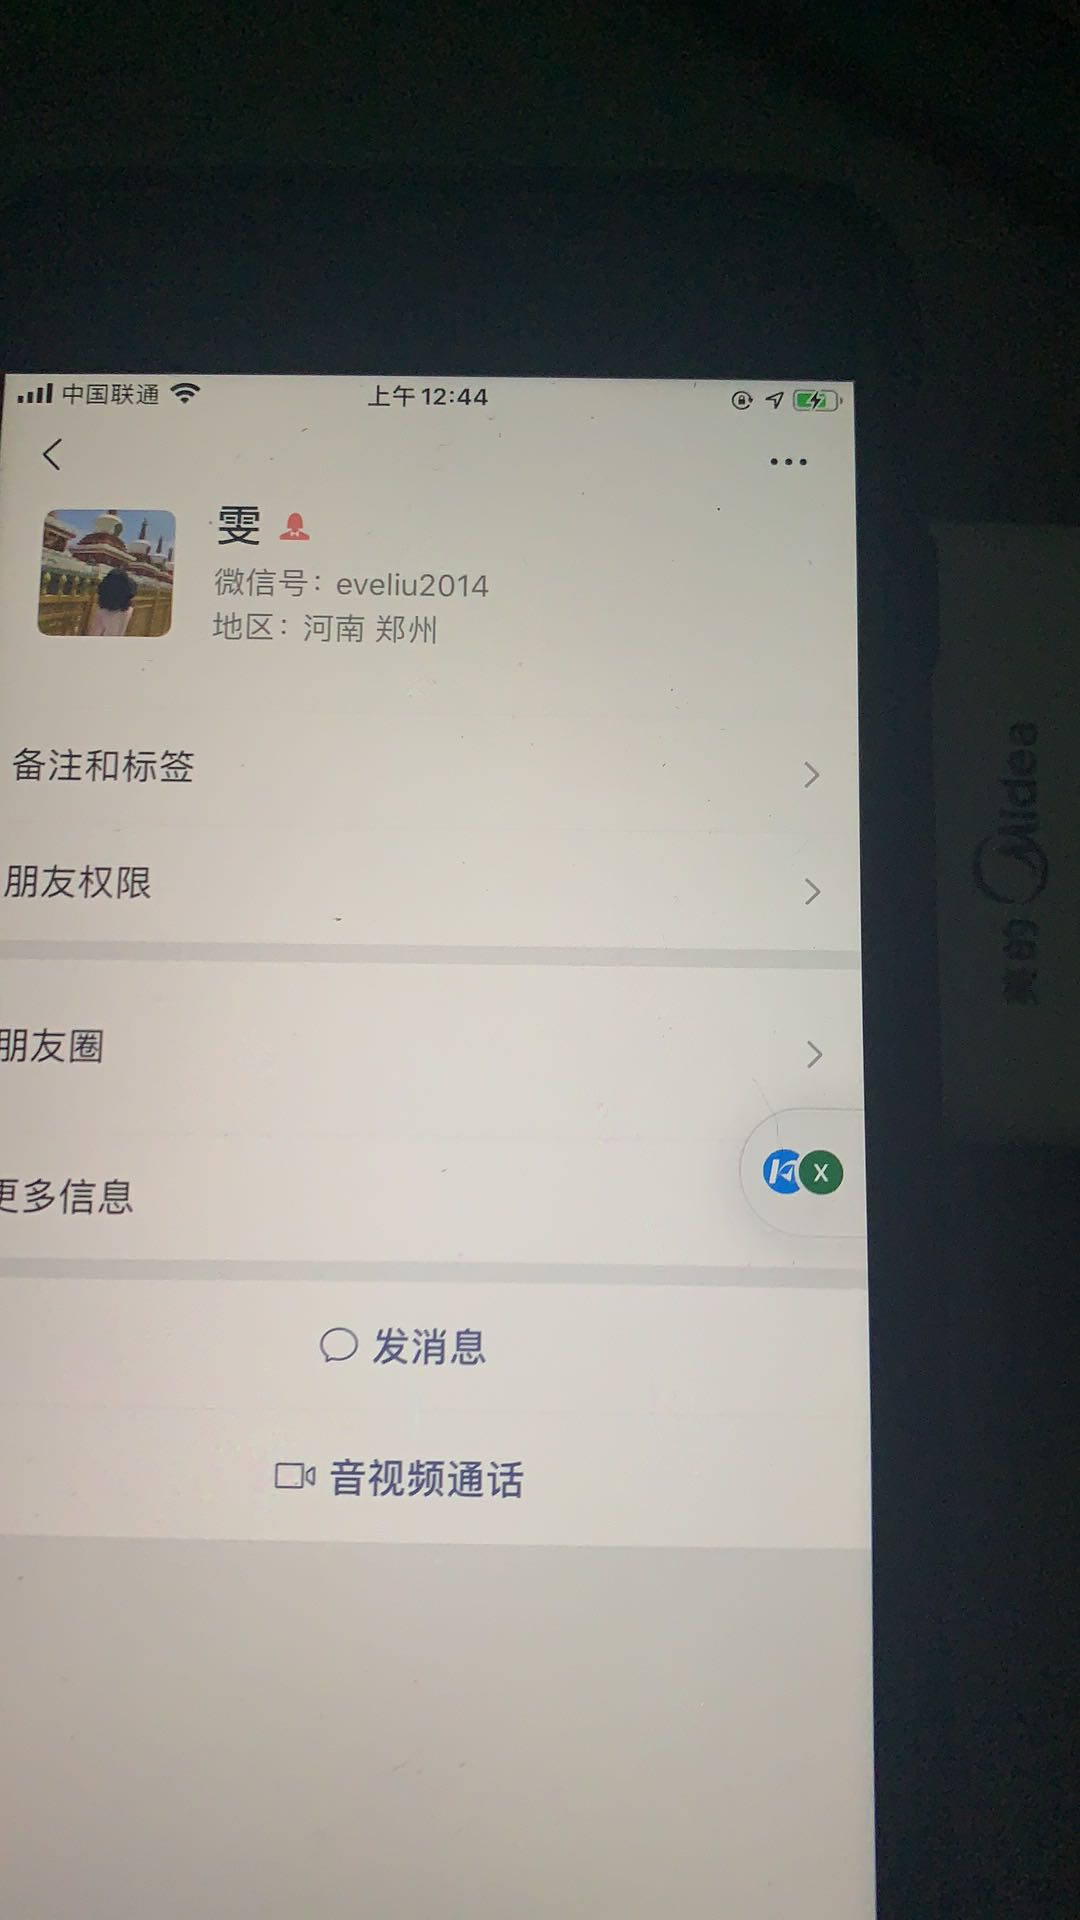 中国联通 上午12:44
雯
微信号：eveliu2014
地区：河南 郑州
备注和标签
朋友权限
朋友圈
更多信息
X
发消息
音视频通话
美的 Midea